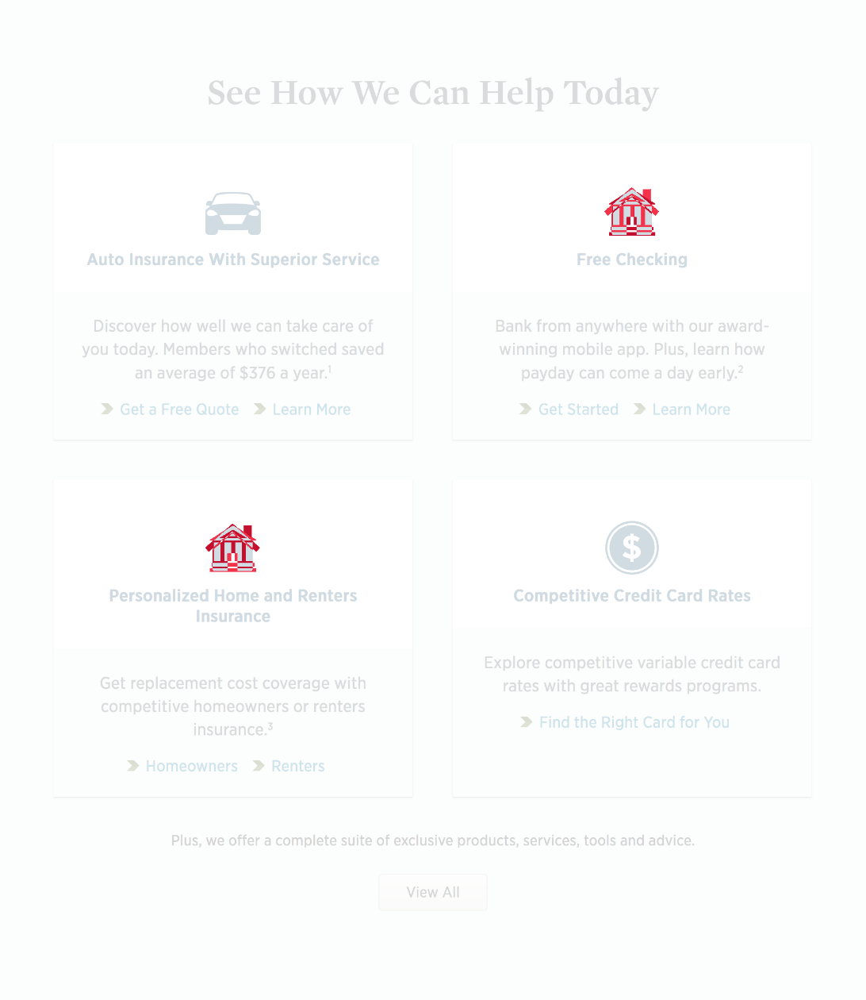 See How We Can Help Today
Auto Insurance With Superior Service
Discover how well we can take care of
you today. Members who switched saved
an average of $376 a year.¹
Get a Free Quote Learn More
Free Checking
Bank from anywhere with our award-
winning mobile app. Plus, learn how
payday can come a day early.²
Get Started Learn More
Personalized Home and Renters
Insurance
Get replacement cost coverage with
competitive homeowners or renters
insurance.³
Homeowners Renters
$
Competitive Credit Card Rates
Explore competitive variable credit card
rates with great rewards programs.
Find the Right Card for You
Plus, we offer a complete suite of exclusive products, services, tools and advice.
View All